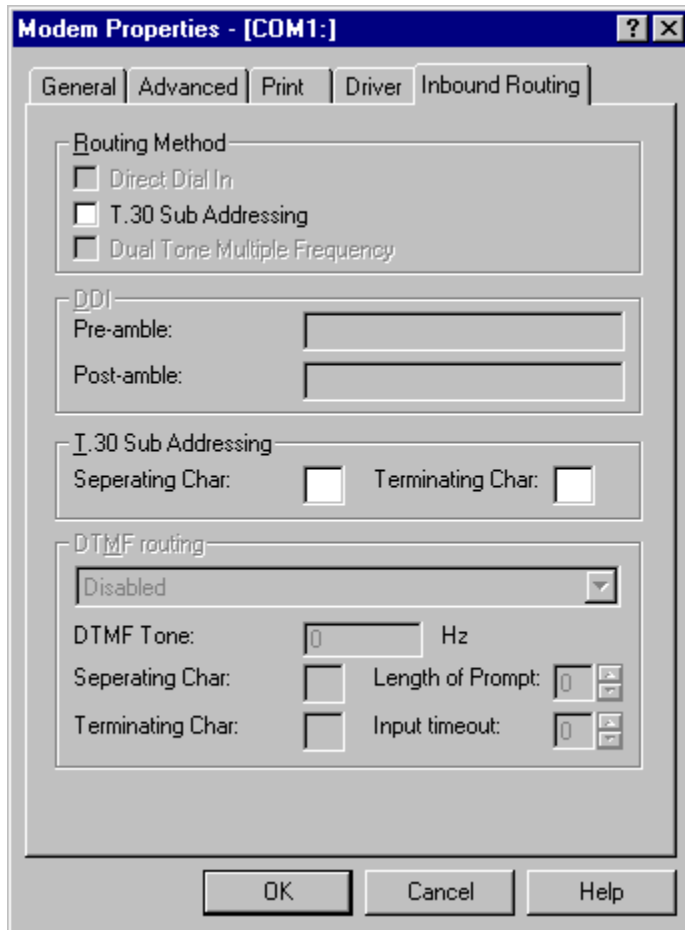 Modem Properties - [COM1:]
General Advanced Print Driver Inbound Routing
Routing Method
Direct Dial In
T.30 Sub Addressing
Dual Tone Multiple Frequency
DDI
Pre-amble:
Post-amble:
T.30 Sub Addressing
Seperating Char: Terminating Char:
DTMF routing
Disabled
DTMF Tone: 0 Hz
Seperating Char: Length of Prompt: 0
Terminating Char: Input timeout: 0
OK Cancel Help